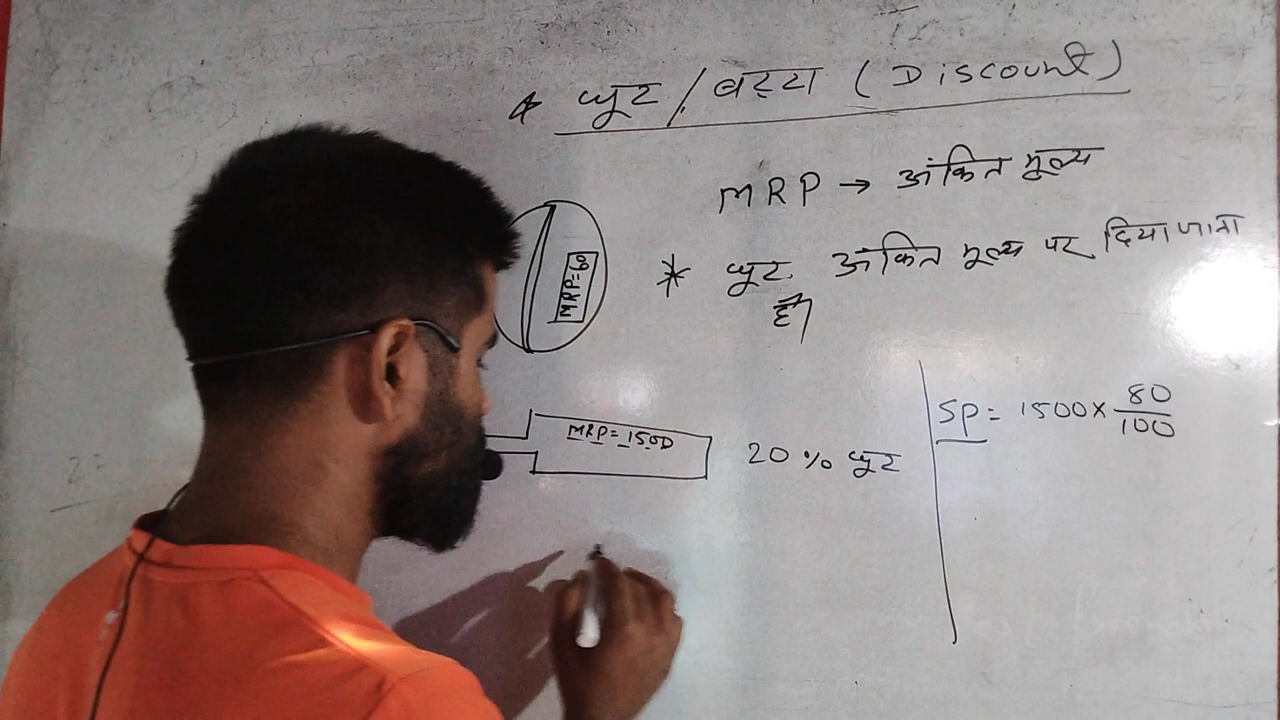 * छूट / बट्टा (Discount)
MRP → अंकित मूल्य
* छूट अंकित मूल्य पर दिया जाता
है।
MRP=60
MRP=1500
20 % छूट
SP = 1500 × 80/100